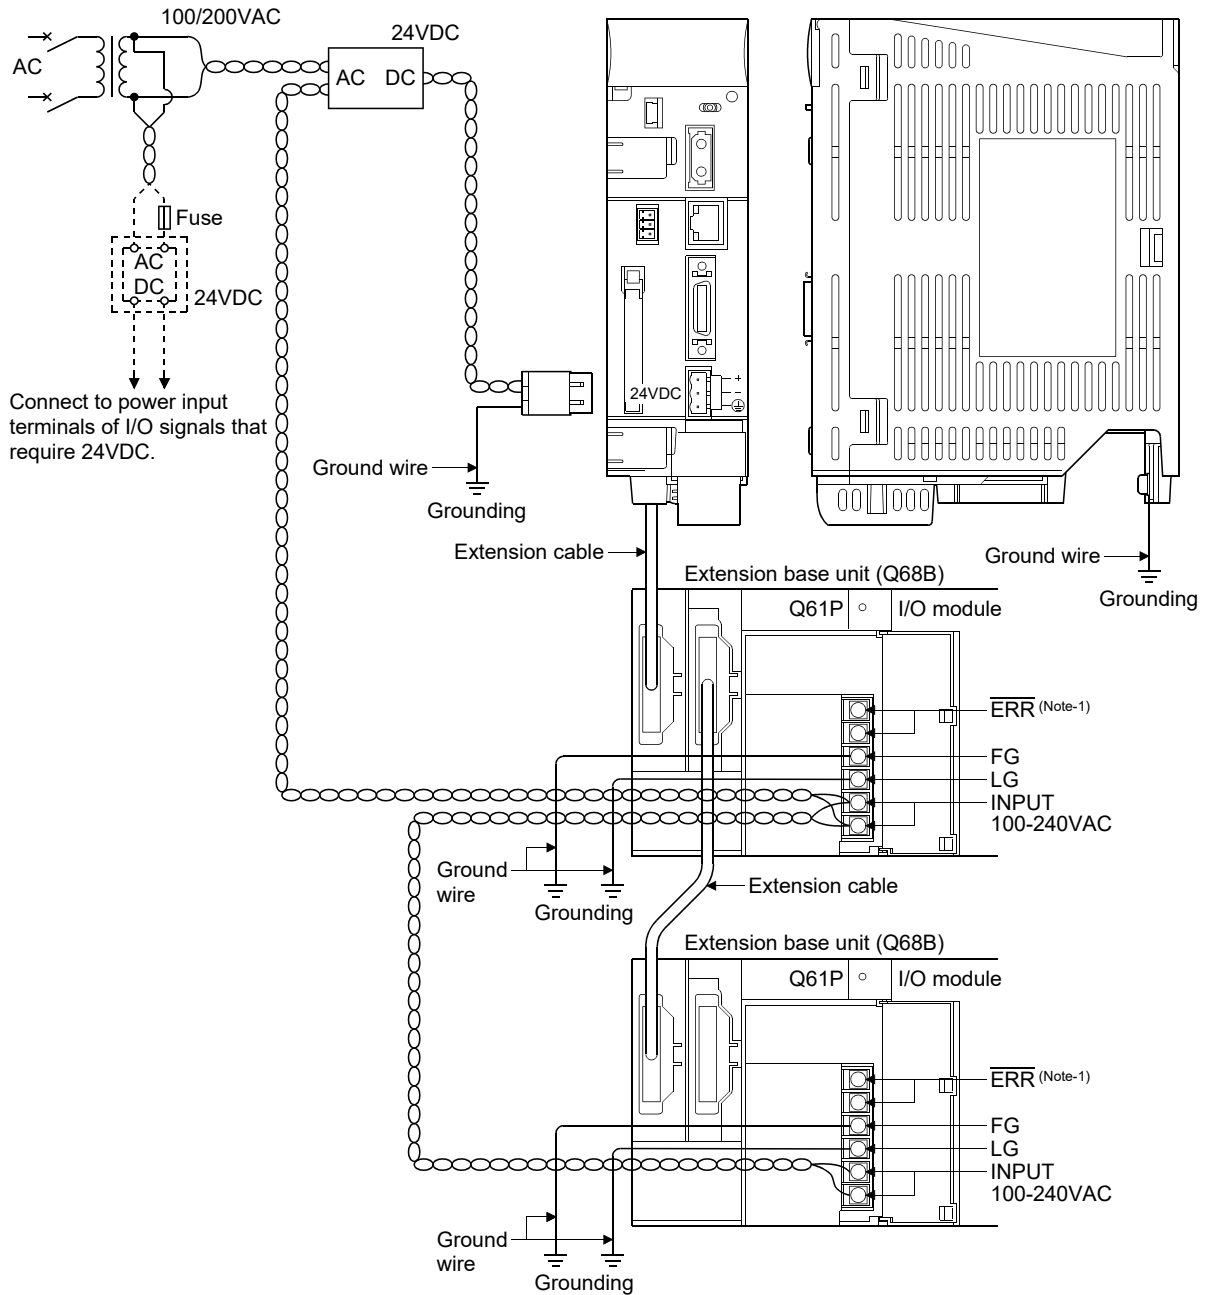 100/200VAC
24VDC
AC
AC DC
Fuse
AC
DC
24VDC
Connect to power input
terminals of I/O signals that
require 24VDC.
24VDC
+
−
Ground wire
Grounding
Extension cable
Ground wire
Grounding
Extension base unit (Q68B)
Q61P
I/O module
ERR (Note-1)
FG
LG
INPUT
100-240VAC
Ground
wire
Grounding
Extension cable
Extension base unit (Q68B)
Q61P
I/O module
ERR (Note-1)
FG
LG
INPUT
100-240VAC
Ground
wire
Grounding